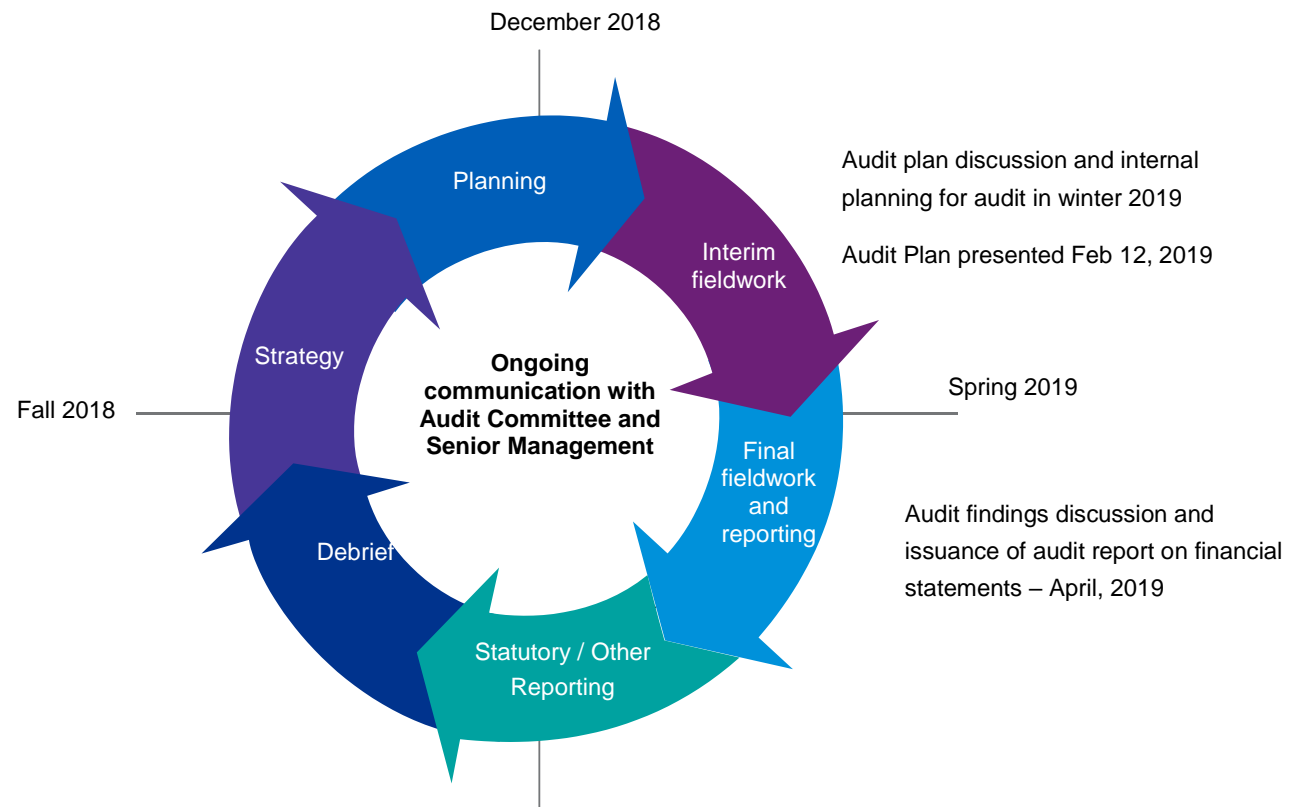 December 2018
Planning
Audit plan discussion and internal
planning for audit in winter 2019
Audit Plan presented Feb 12, 2019
Interim
fieldwork
Strategy
Ongoing
communication with
Audit Committee and
Senior Management
Fall 2018
Spring 2019
Final
fieldwork
and
reporting
Audit findings discussion and
issuance of audit report on financial
statements – April, 2019
Debrief
Statutory / Other
Reporting